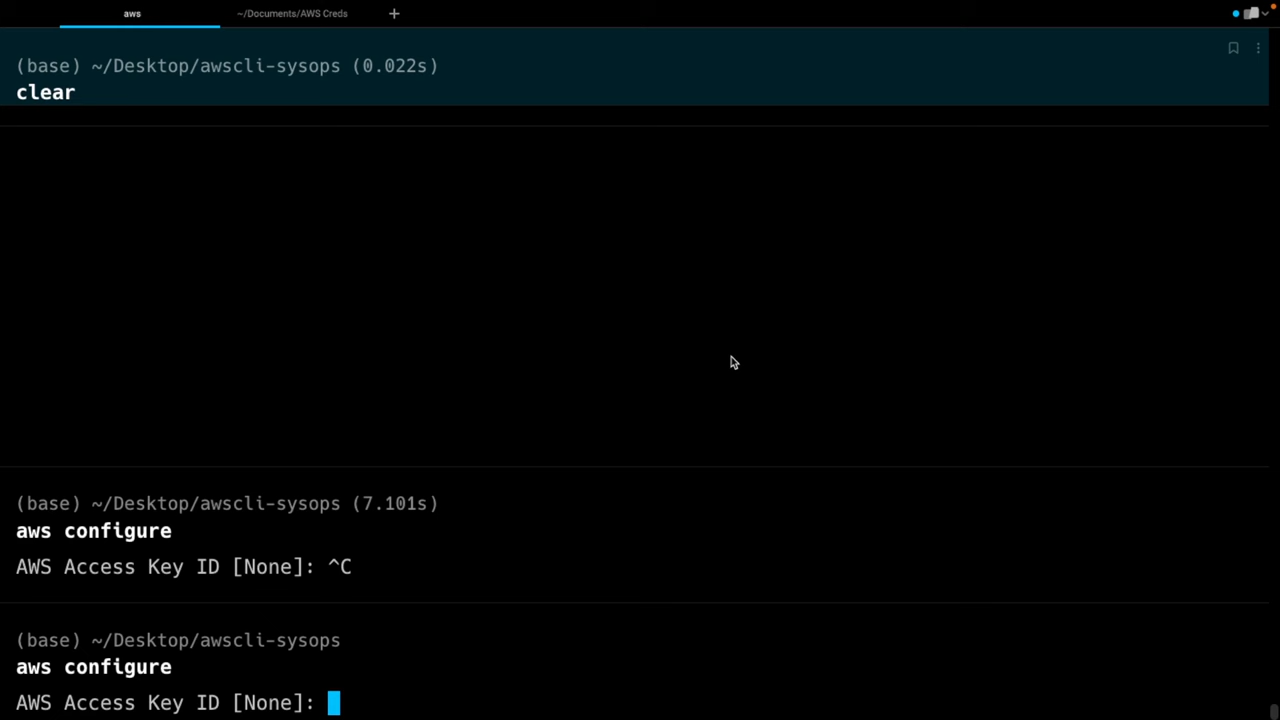 aws
~/Documents/AWS Creds
+
(base) ~/Desktop/awscli-sysops (0.022s)
clear
(base) ~/Desktop/awscli-sysops (7.101s)
aws configure
AWS Access Key ID [None]: ^C
(base) ~/Desktop/awscli-sysops
aws configure
AWS Access Key ID [None]: